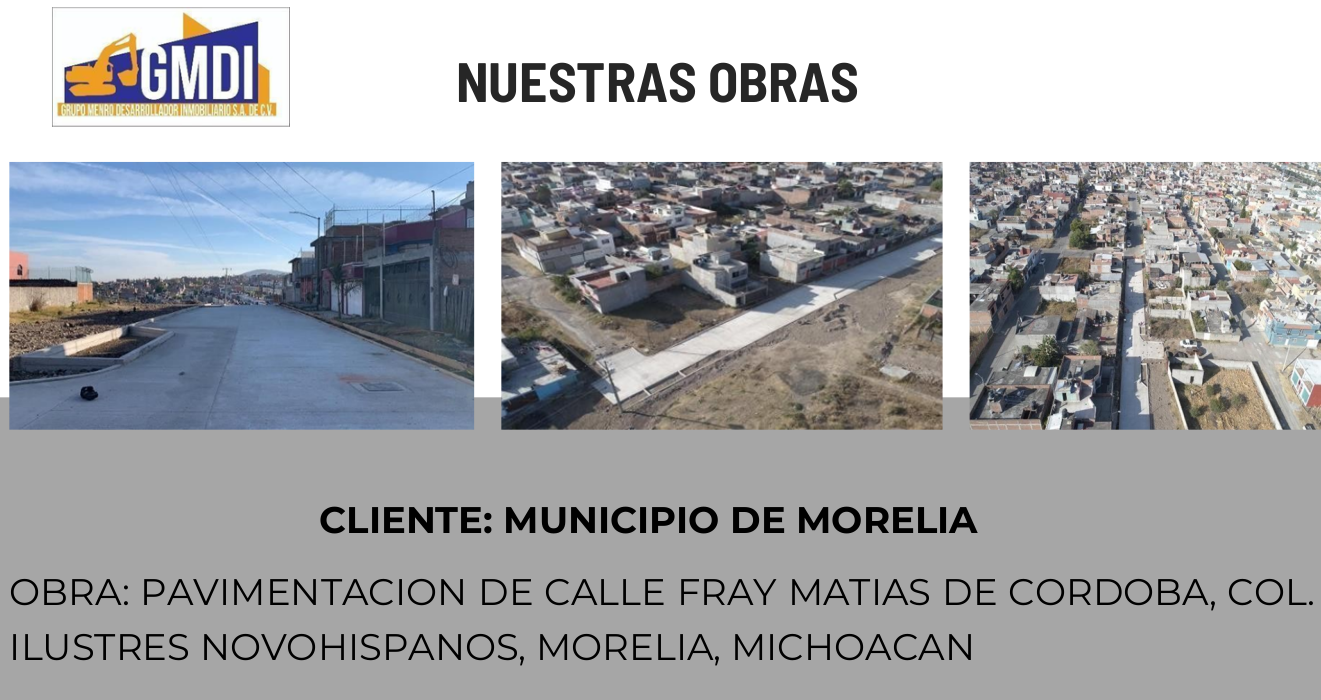 GMDI
GRUPO MENRO DESARROLLADOR INMOBILIARIO S.A. DE C.V.
NUESTRAS OBRAS
CLIENTE: MUNICIPIO DE MORELIA
OBRA: PAVIMENTACION DE CALLE FRAY MATIAS DE CORDOBA, COL.
ILUSTRES NOVOHISPANOS, MORELIA, MICHOACAN